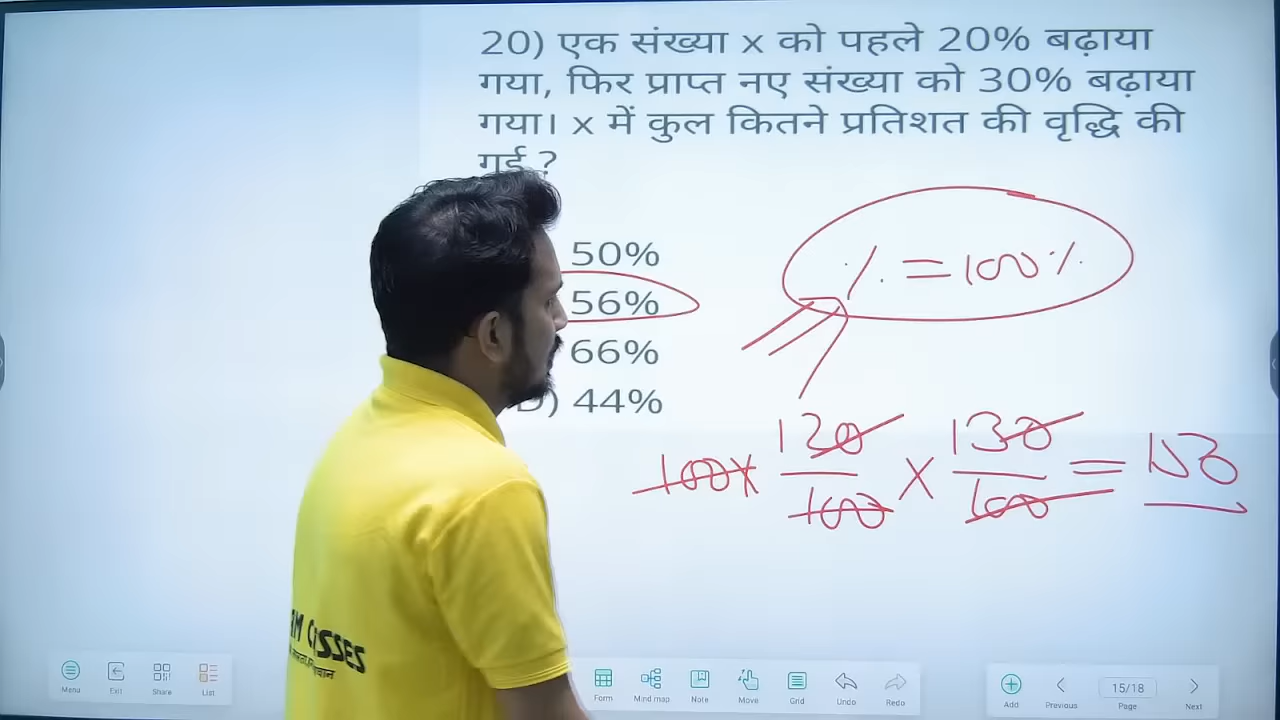 20) एक संख्या x को पहले 20% बढ़ाया
गया, फिर प्राप्त नए संख्या को 30% बढ़ाया
गया। x में कुल कितने प्रतिशत की वृद्धि की
गई ?
50%
56%
66%
D) 44%
% = 100%
100x 120/100 x 130/100 = 156
Menu Exit Share List Form Mind map Note Move Grid Undo Redo Add Previous 15/18 Page Next